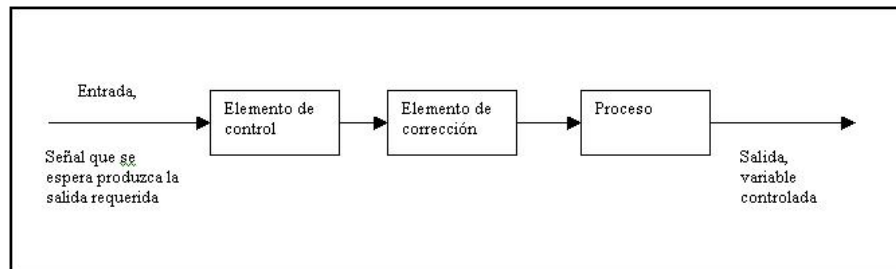 Entrada,
Elemento de
control
Elemento de
corrección
Proceso
Señal que se
espera produzca la
salida requerida
Salida,
variable
controlada